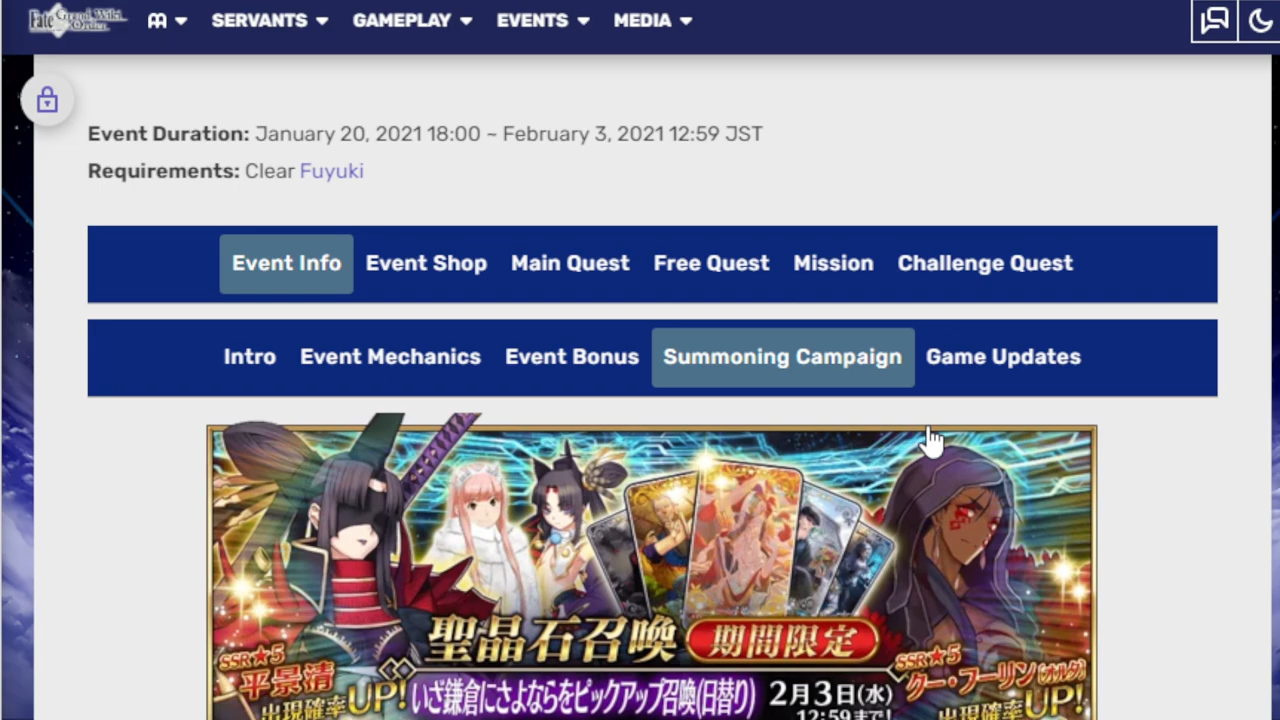 Fate Grand Wiki
Order
SERVANTS GAMEPLAY EVENTS MEDIA
Event Duration: January 20, 2021 18:00 ~ February 3, 2021 12:59 JST
Requirements: Clear Fuyuki
Event Info Event Shop Main Quest Free Quest Mission Challenge Quest
Intro Event Mechanics Event Bonus Summoning Campaign Game Updates
聖晶石召喚 期間限定
SSR★5
平景清
出現確率UP!
いざ鎌倉にさよならをピックアップ召喚(日替り)
2月3日(水)
12:59まで!
SSR★5
クー・フーリン〔オルタ〕
出現確率UP!